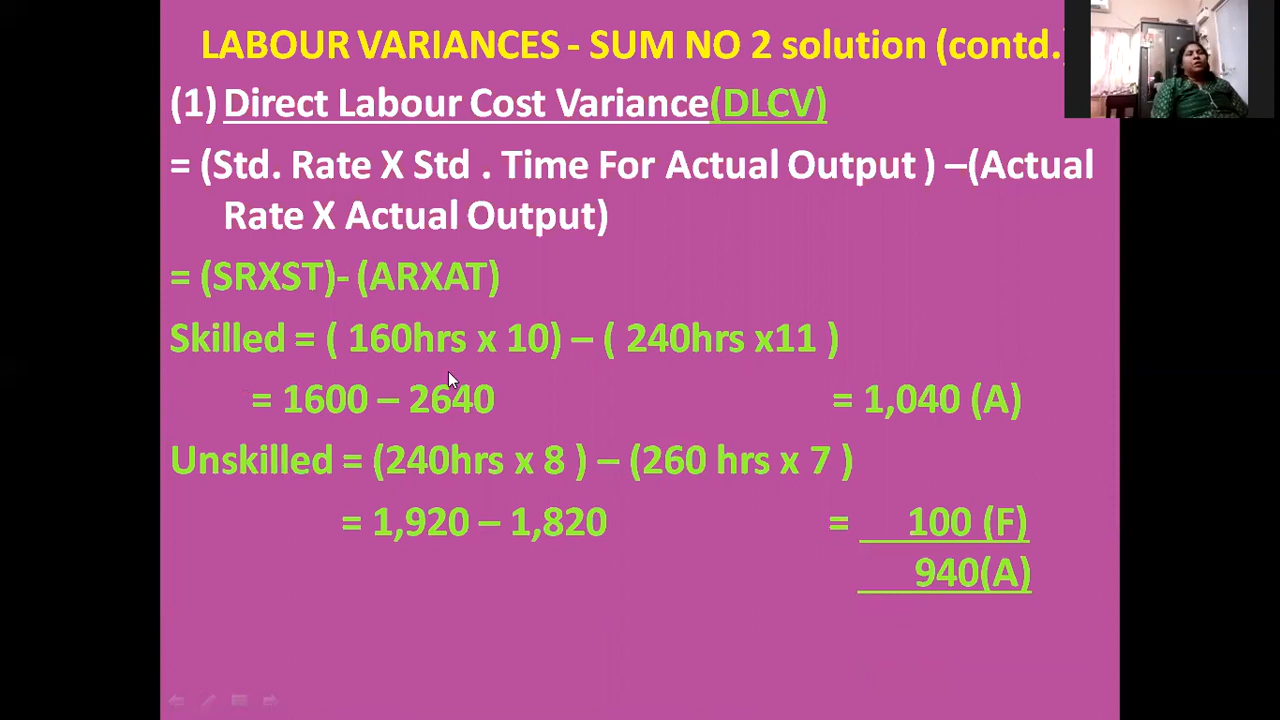 LABOUR VARIANCES - SUM NO 2 solution (contd.
(1) Direct Labour Cost Variance(DLCV)
= (Std. Rate X Std . Time For Actual Output ) –(Actual
Rate X Actual Output)
= (SRXST)- (ARXAT)
Skilled = ( 160hrs x 10) – ( 240hrs x11 )
= 1600 – 2640 = 1,040 (A)
Unskilled = (240hrs x 8 ) – (260 hrs x 7 )
= 1,920 – 1,820 = 100 (F)
940(A)